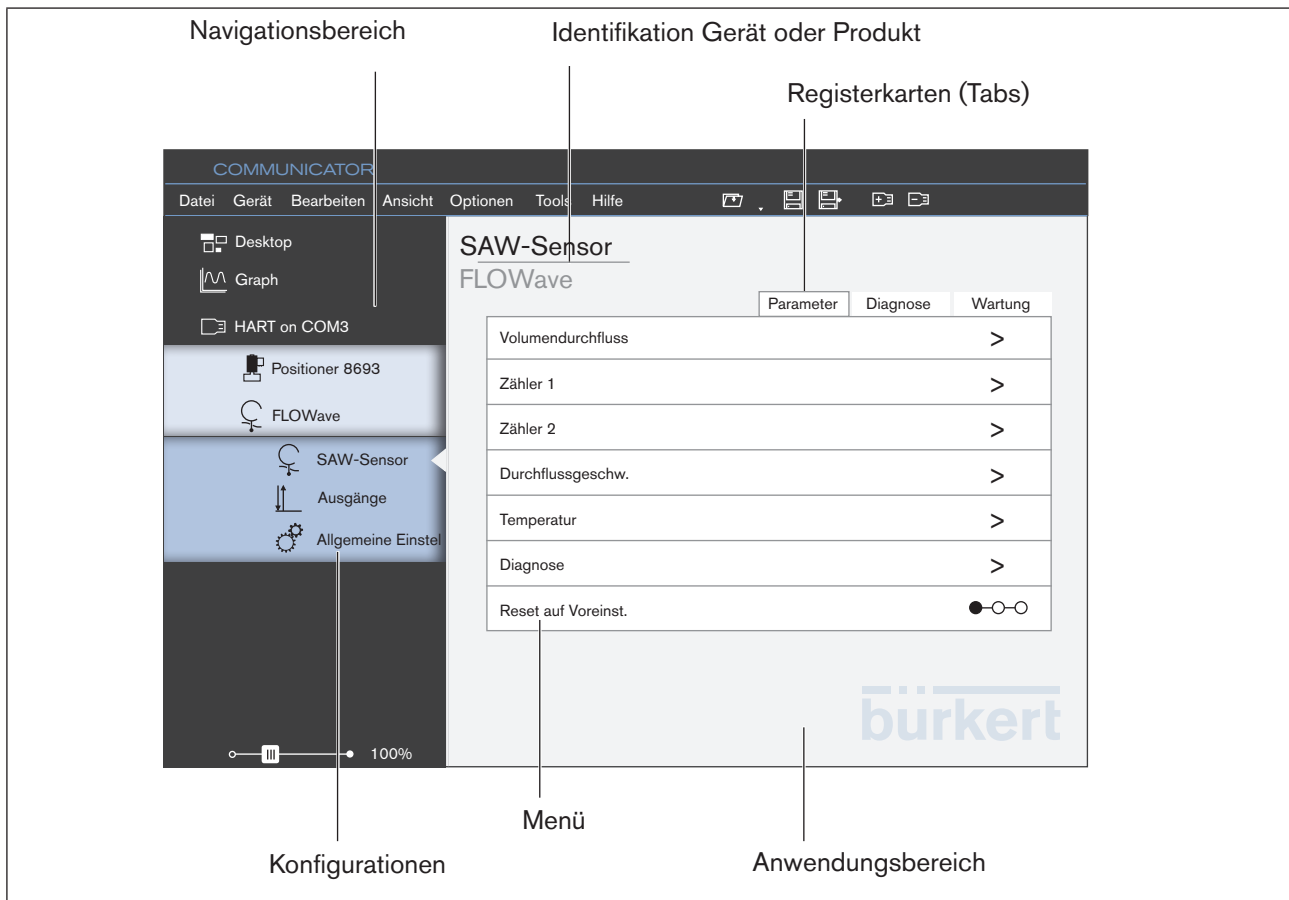 Navigationsbereich
Identifikation Gerät oder Produkt
Registerkarten (Tabs)
COMMUNICATOR
Datei Gerät Bearbeiten Ansicht Optionen Tools Hilfe
Desktop
Graph
HART on COM3
Positioner 8693
FLOWave
SAW-Sensor
Ausgänge
Allgemeine Einstel
100%
SAW-Sensor
FLOWave
Parameter Diagnose Wartung
Volumendurchfluss >
Zähler 1 >
Zähler 2 >
Durchflussgeschw. >
Temperatur >
Diagnose >
Reset auf Voreinst.
bürkert
Menü
Konfigurationen
Anwendungsbereich